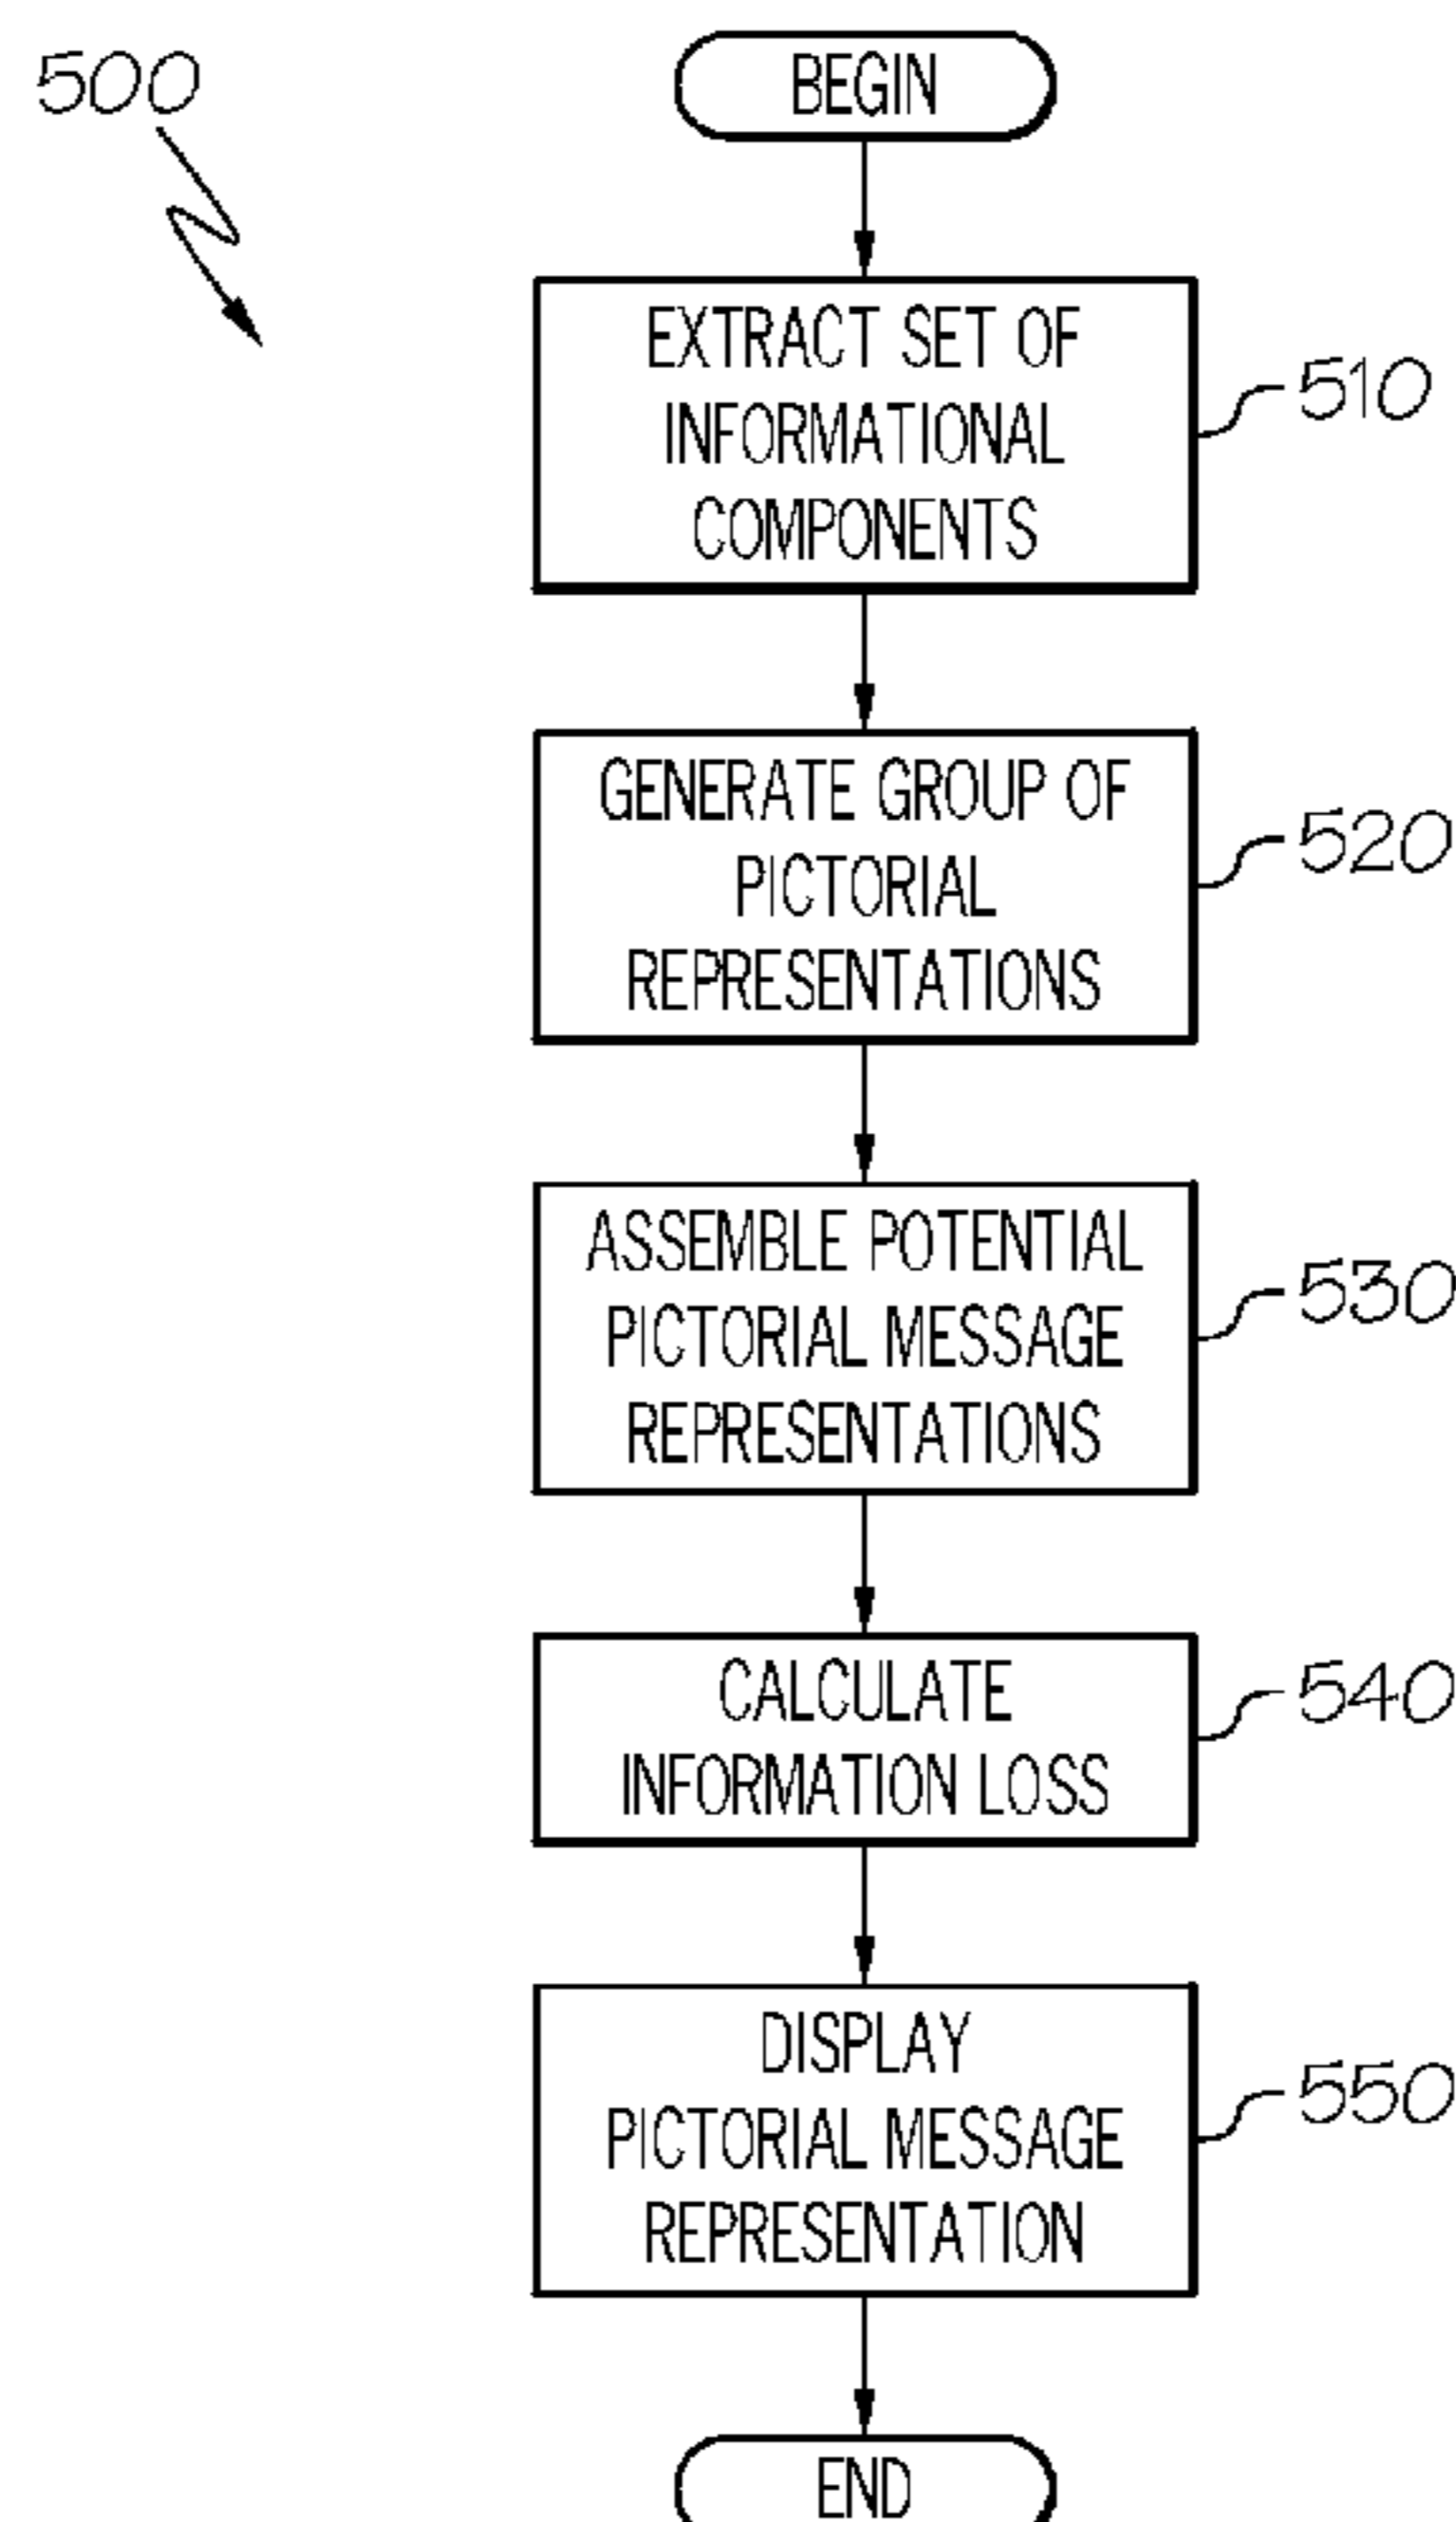 500
BEGIN
EXTRACT SET OF
INFORMATIONAL
COMPONENTS
510
GENERATE GROUP OF
PICTORIAL
REPRESENTATIONS
520
ASSEMBLE POTENTIAL
PICTORIAL MESSAGE
REPRESENTATIONS
530
CALCULATE
INFORMATION LOSS
540
DISPLAY
PICTORIAL MESSAGE
REPRESENTATION
550
END